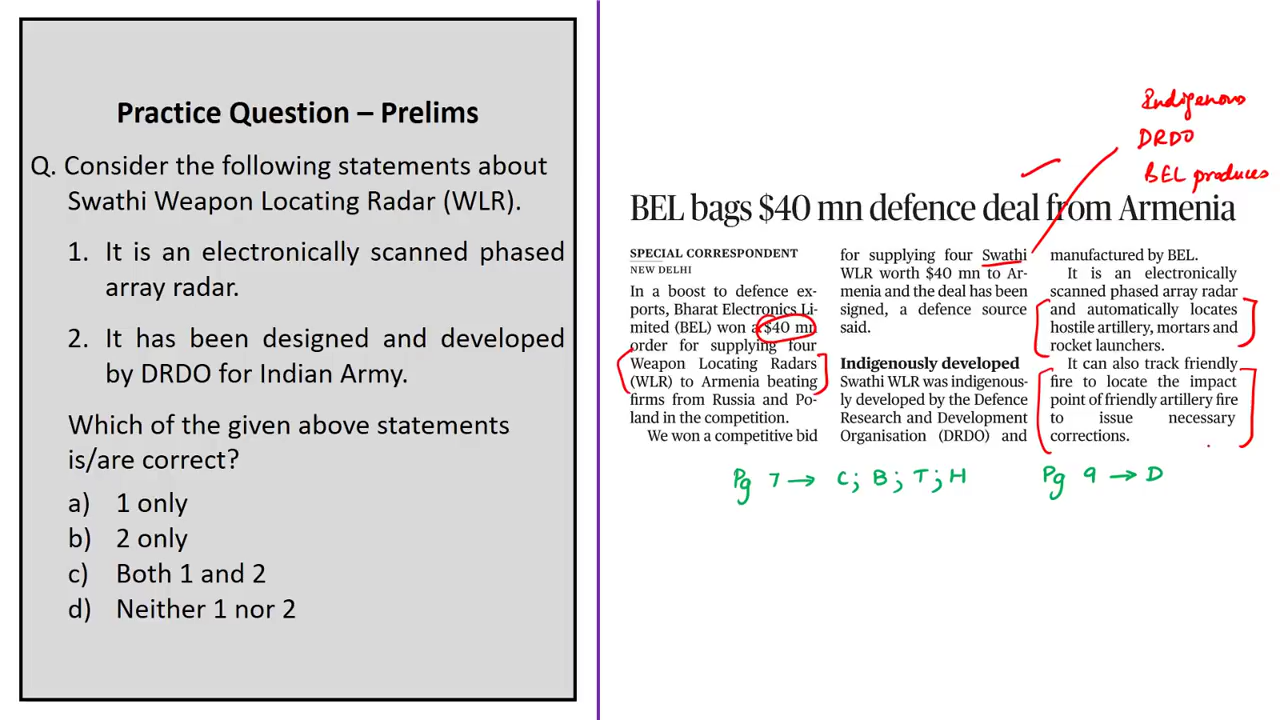 Practice Question – Prelims
Q. Consider the following statements about
Swathi Weapon Locating Radar (WLR).
1. It is an electronically scanned phased
array radar.
2. It has been designed and developed
by DRDO for Indian Army.
Which of the given above statements
is/are correct?
a) 1 only
b) 2 only
c) Both 1 and 2
d) Neither 1 nor 2
Indigenous
DRDO
BEL produces
BEL bags $40 mn defence deal from Armenia
SPECIAL CORRESPONDENT
NEW DELHI
In a boost to defence ex-
ports, Bharat Electronics Li-
mited (BEL) won a $40 mn
order for supplying four
Weapon Locating Radars
(WLR) to Armenia beating
firms from Russia and Po-
land in the competition.
We won a competitive bid
for supplying four Swathi
WLR worth $40 mn to Ar-
menia and the deal has been
signed, a defence source
said.
Indigenously developed
Swathi WLR was indigenous-
ly developed by the Defence
Research and Development
Organisation (DRDO) and
manufactured by BEL.
It is an electronically
scanned phased array radar
and automatically locates
hostile artillery, mortars and
rocket launchers.
It can also track friendly
fire to locate the impact
point of friendly artillery fire
to issue necessary
corrections.
Pg 7 → C; B; T; H
Pg 9 → D